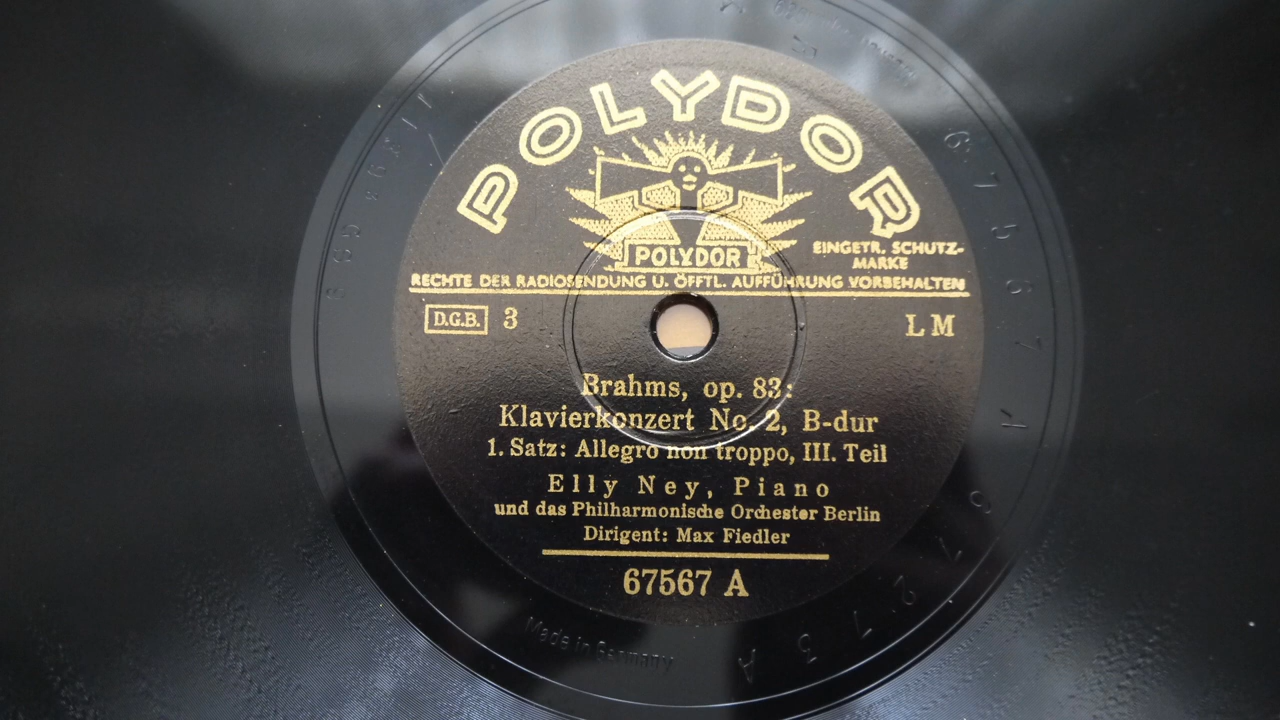 POLYDOR
POLYDOR
EINGETR. SCHUTZ-
MARKE
RECHTE DER RADIOSENDUNG U. ÖFFTL. AUFFÜHRUNG VORBEHALTEN
D.G.B. 3
LM
Brahms, op. 83:
Klavierkonzert No. 2, B-dur
1. Satz: Allegro non troppo, III. Teil
Elly Ney, Piano
und das Philharmonische Orchester Berlin
Dirigent: Max Fiedler
67567 A
Made in Germany